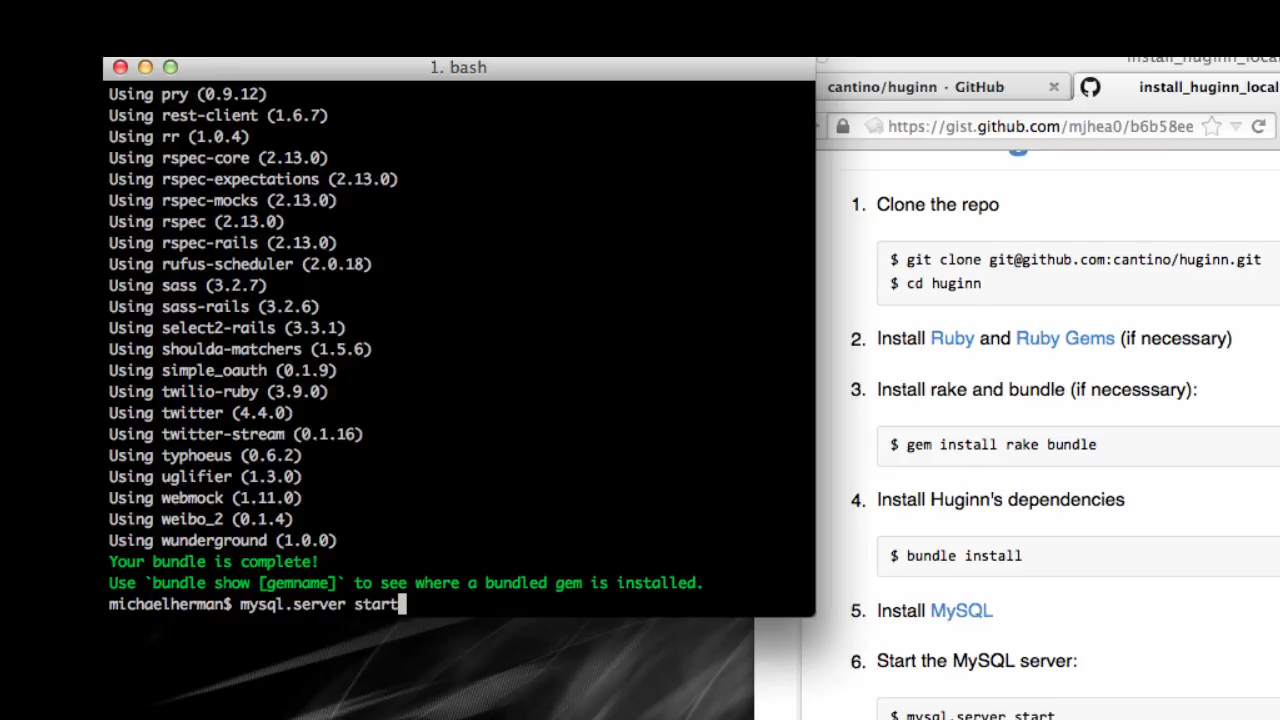 1. bash
Using pry (0.9.12)
Using rest-client (1.6.7)
Using rr (1.0.4)
Using rspec-core (2.13.0)
Using rspec-expectations (2.13.0)
Using rspec-mocks (2.13.0)
Using rspec (2.13.0)
Using rspec-rails (2.13.0)
Using rufus-scheduler (2.0.18)
Using sass (3.2.7)
Using sass-rails (3.2.6)
Using select2-rails (3.3.1)
Using shoulda-matchers (1.5.6)
Using simple_oauth (0.1.9)
Using twilio-ruby (3.9.0)
Using twitter (4.4.0)
Using twitter-stream (0.1.16)
Using typhoeus (0.6.2)
Using uglifier (1.3.0)
Using webmock (1.11.0)
Using weibo_2 (0.1.4)
Using wunderground (1.0.0)
Your bundle is complete!
Use `bundle show [gemname]` to see where a bundled gem is installed.
michaelherman$ mysql.server start
install_huginn_loca
cantino/huginn · GitHub
install_huginn_local
https://gist.github.com/mjhea0/b6b58ee
1. Clone the repo
$ git clone git@github.com:cantino/huginn.git
$ cd huginn
2. Install Ruby and Ruby Gems (if necessary)
3. Install rake and bundle (if necesssary):
$ gem install rake bundle
4. Install Huginn's dependencies
$ bundle install
5. Install MySQL
6. Start the MySQL server:
$ mysql.server start